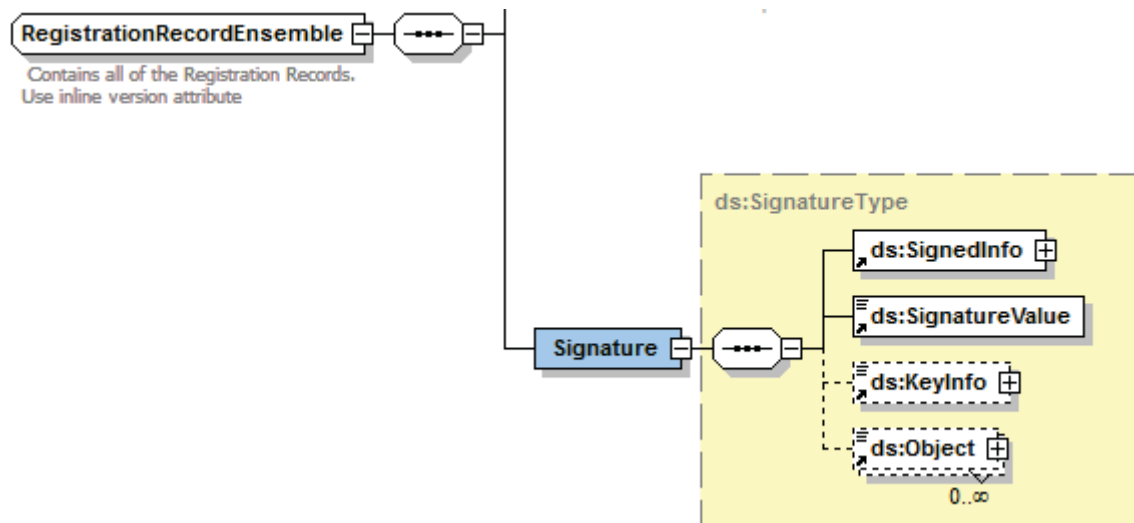 RegistrationRecordEnsemble
Contains all of the Registration Records.
Use inline version attribute
ds:SignatureType
ds:SignedInfo
ds:SignatureValue
Signature
ds:KeyInfo
ds:Object
0..∞